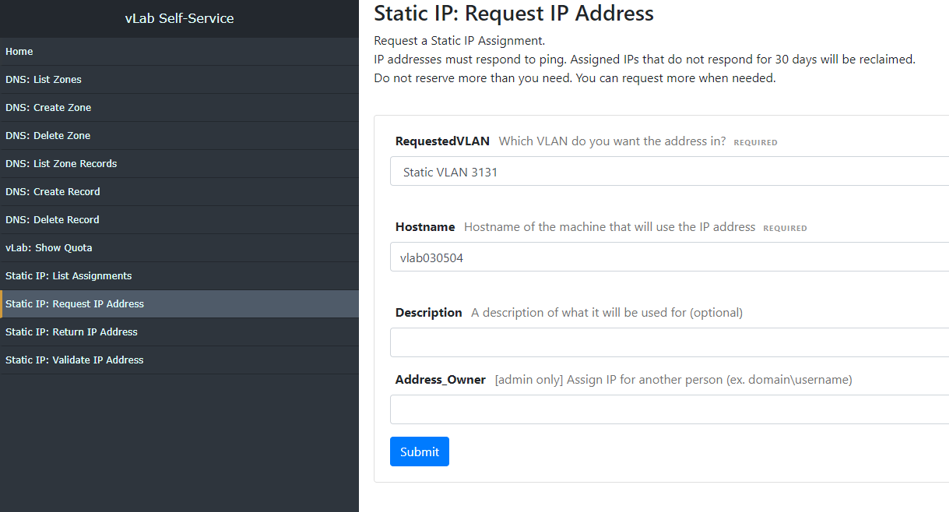 vLab Self-Service
Home
DNS: List Zones
DNS: Create Zone
DNS: Delete Zone
DNS: List Zone Records
DNS: Create Record
DNS: Delete Record
vLab: Show Quota
Static IP: List Assignments
Static IP: Request IP Address
Static IP: Return IP Address
Static IP: Validate IP Address
Static IP: Request IP Address
Request a Static IP Assignment.
IP addresses must respond to ping. Assigned IPs that do not respond for 30 days will be reclaimed.
Do not reserve more than you need. You can request more when needed.
RequestedVLAN Which VLAN do you want the address in? REQUIRED
Static VLAN 3131
Hostname Hostname of the machine that will use the IP address REQUIRED
vlab030504
Description A description of what it will be used for (optional)
Address_Owner [admin only] Assign IP for another person (ex. domain\username)
Submit